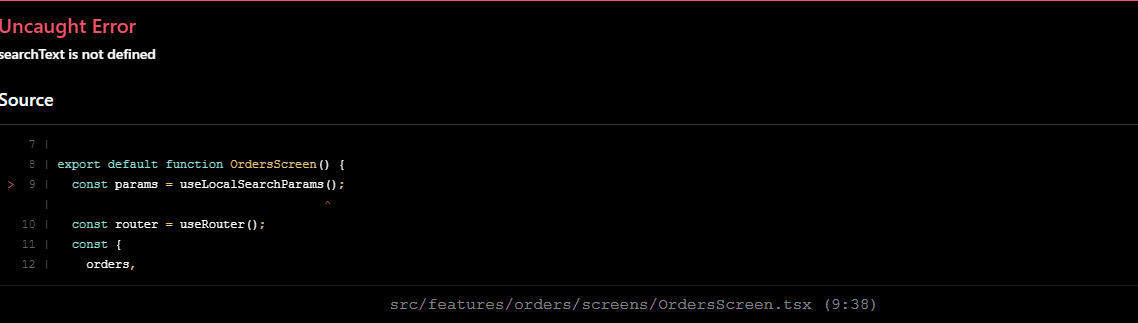 Uncaught Error
searchText is not defined
Source
7 |
8 | export default function OrdersScreen() {
> 9 |   const params = useLocalSearchParams();
|                                      ^
10 |   const router = useRouter();
11 |   const {
12 |     orders,
src/features/orders/screens/OrdersScreen.tsx (9:38)